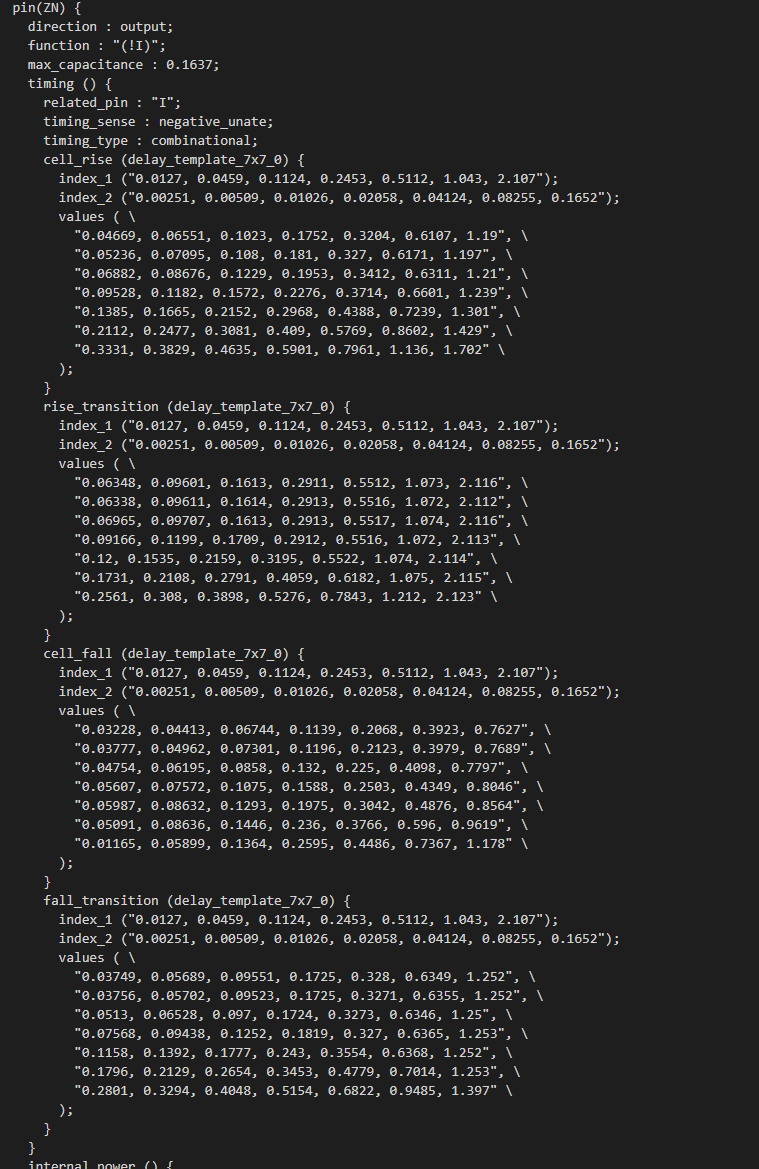 pin(ZN) {
direction : output;
function : "(!I)";
max_capacitance : 0.1637;
timing () {
related_pin : "I";
timing_sense : negative_unate;
timing_type : combinational;
cell_rise (delay_template_7x7_0) {
index_1 ("0.0127, 0.0459, 0.1124, 0.2453, 0.5112, 1.043, 2.107");
index_2 ("0.00251, 0.00509, 0.01026, 0.02058, 0.04124, 0.08255, 0.1652");
values ( \
"0.04669, 0.06551, 0.1023, 0.1752, 0.3204, 0.6107, 1.19", \
"0.05236, 0.07095, 0.108, 0.181, 0.327, 0.6171, 1.197", \
"0.06882, 0.08676, 0.1229, 0.1953, 0.3412, 0.6311, 1.21", \
"0.09528, 0.1182, 0.1572, 0.2276, 0.3714, 0.6601, 1.239", \
"0.1385, 0.1665, 0.2152, 0.2968, 0.4388, 0.7239, 1.301", \
"0.2112, 0.2477, 0.3081, 0.409, 0.5769, 0.8602, 1.429", \
"0.3331, 0.3829, 0.4635, 0.5901, 0.7961, 1.136, 1.702" \
);
}
rise_transition (delay_template_7x7_0) {
index_1 ("0.0127, 0.0459, 0.1124, 0.2453, 0.5112, 1.043, 2.107");
index_2 ("0.00251, 0.00509, 0.01026, 0.02058, 0.04124, 0.08255, 0.1652");
values ( \
"0.06348, 0.09601, 0.1613, 0.2911, 0.5512, 1.073, 2.116", \
"0.06338, 0.09611, 0.1614, 0.2913, 0.5516, 1.072, 2.112", \
"0.06965, 0.09707, 0.1613, 0.2913, 0.5517, 1.074, 2.116", \
"0.09166, 0.1199, 0.1709, 0.2912, 0.5516, 1.072, 2.113", \
"0.12, 0.1535, 0.2159, 0.3195, 0.5522, 1.074, 2.114", \
"0.1731, 0.2108, 0.2791, 0.4059, 0.6182, 1.075, 2.115", \
"0.2561, 0.308, 0.3898, 0.5276, 0.7843, 1.212, 2.123" \
);
}
cell_fall (delay_template_7x7_0) {
index_1 ("0.0127, 0.0459, 0.1124, 0.2453, 0.5112, 1.043, 2.107");
index_2 ("0.00251, 0.00509, 0.01026, 0.02058, 0.04124, 0.08255, 0.1652");
values ( \
"0.03228, 0.04413, 0.06744, 0.1139, 0.2068, 0.3923, 0.7627", \
"0.03777, 0.04962, 0.07301, 0.1196, 0.2123, 0.3979, 0.7689", \
"0.04754, 0.06195, 0.0858, 0.132, 0.225, 0.4098, 0.7797", \
"0.05607, 0.07572, 0.1075, 0.1588, 0.2503, 0.4349, 0.8046", \
"0.05987, 0.08632, 0.1293, 0.1975, 0.3042, 0.4876, 0.8564", \
"0.05091, 0.08636, 0.1446, 0.236, 0.3766, 0.596, 0.9619", \
"0.01165, 0.05899, 0.1364, 0.2595, 0.4486, 0.7367, 1.178" \
);
}
fall_transition (delay_template_7x7_0) {
index_1 ("0.0127, 0.0459, 0.1124, 0.2453, 0.5112, 1.043, 2.107");
index_2 ("0.00251, 0.00509, 0.01026, 0.02058, 0.04124, 0.08255, 0.1652");
values ( \
"0.03749, 0.05689, 0.09551, 0.1725, 0.328, 0.6349, 1.252", \
"0.03756, 0.05702, 0.09523, 0.1725, 0.3271, 0.6355, 1.252", \
"0.0513, 0.06528, 0.097, 0.1724, 0.3273, 0.6346, 1.25", \
"0.07568, 0.09438, 0.1252, 0.1819, 0.327, 0.6365, 1.253", \
"0.1158, 0.1392, 0.1777, 0.243, 0.3554, 0.6368, 1.252", \
"0.1796, 0.2129, 0.2654, 0.3453, 0.4779, 0.7014, 1.253", \
"0.2801, 0.3294, 0.4048, 0.5154, 0.6822, 0.9485, 1.397" \
);
}
}
internal_power () {